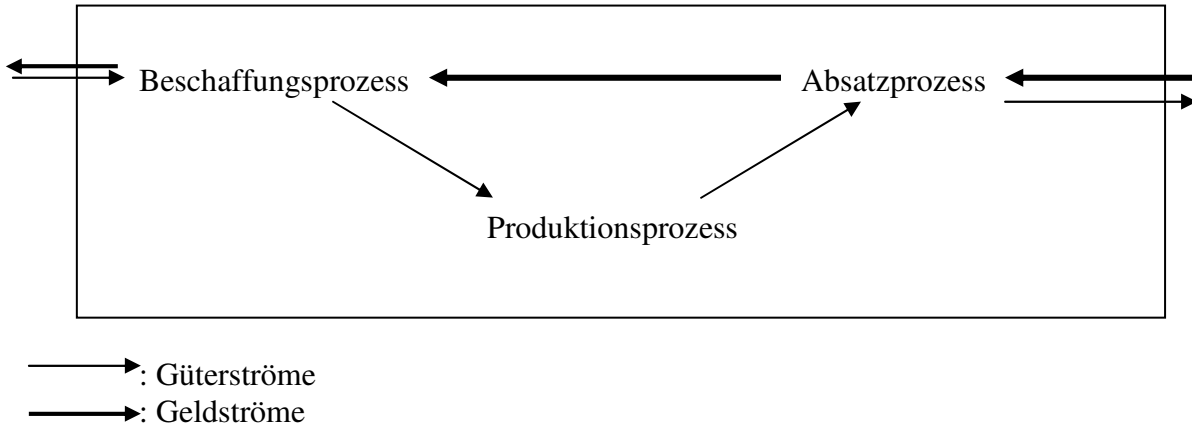 Beschaffungsprozess
Absatzprozess
Produktionsprozess
: Güterströme
: Geldströme